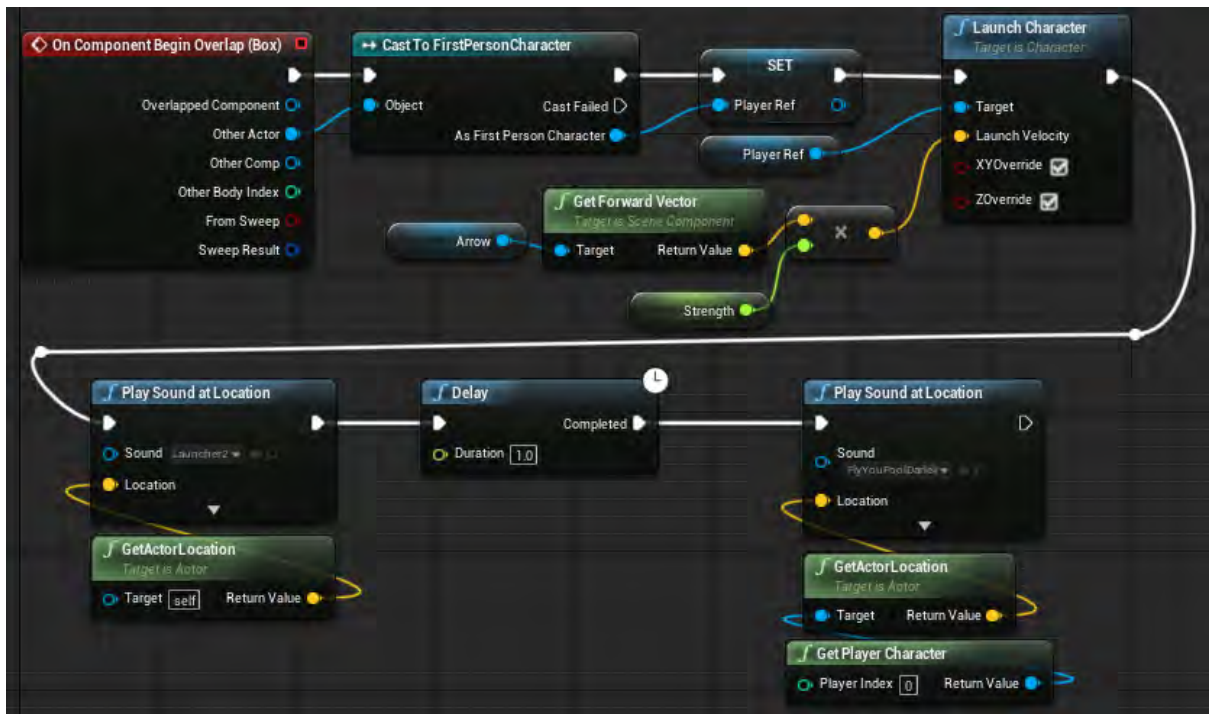 On Component Begin Overlap (Box)
Overlapped Component
Other Actor
Other Comp
Other Body Index
From Sweep
Sweep Result
Cast To FirstPersonCharacter
Object
Cast Failed
As First Person Character
SET
Player Ref
Player Ref
Launch Character
Target is Character
Target
Launch Velocity
XYOverride
ZOverride
Arrow
Get Forward Vector
Target is Scene Component
Target
Return Value
×
Strength
Play Sound at Location
Sound
Launcher2
Location
GetActorLocation
Target is Actor
Target self
Return Value
Delay
Completed
Duration 1.0
Play Sound at Location
Sound
Location
GetActorLocation
Target is Actor
Target
Return Value
Get Player Character
Player Index 0
Return Value